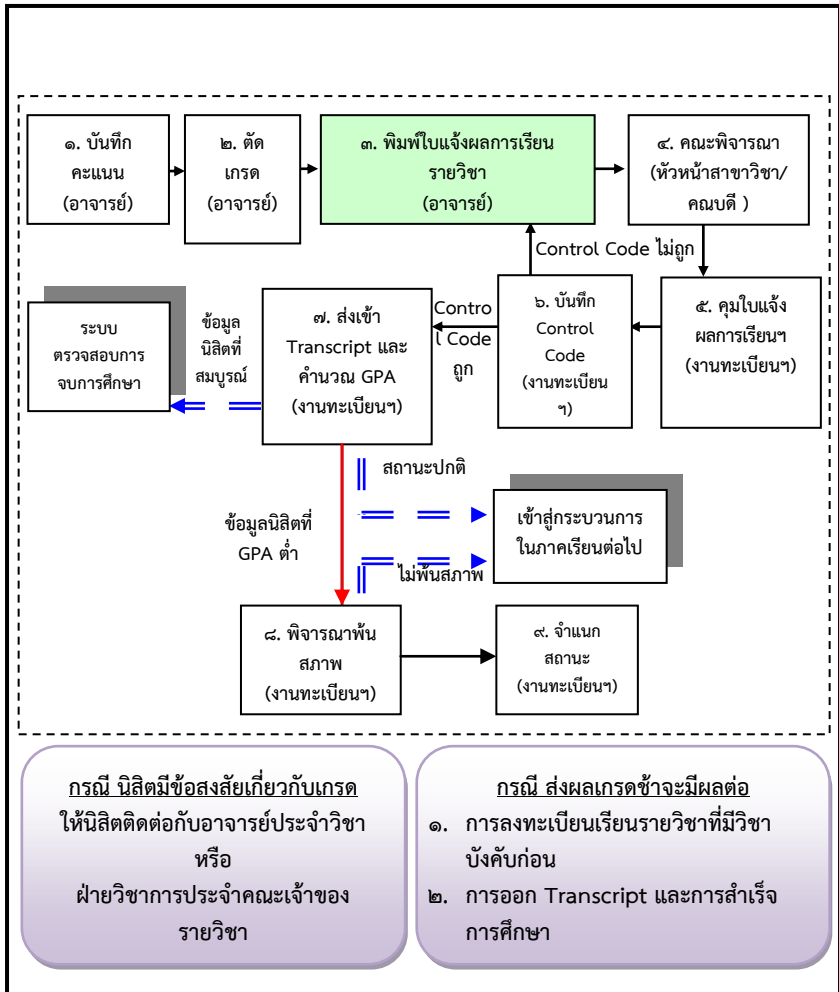 ๑. บันทึก
คะแนน
(อาจารย์)
๒. ตัด
เกรด
(อาจารย์)
๓. พิมพ์ใบแจ้งผลการเรียน
รายวิชา
(อาจารย์)
๔. คณะพิจารณา
(หัวหน้าสาขาวิชา/
คณบดี )
Control Code ไม่ถูก
๕. คุมใบแจ้ง
ผลการเรียนฯ
(งานทะเบียนฯ)
๖. บันทึก
Control
Code
(งานทะเบียน
ฯ)
Contro
l Code
ถูก
๗. ส่งเข้า
Transcript และ
คำนวณ GPA
(งานทะเบียนฯ)
ข้อมูล
นิสิตที่
สมบูรณ์
ระบบ
ตรวจสอบการ
จบการศึกษา
สถานะปกติ
เข้าสู่กระบวนการ
ในภาคเรียนต่อไป
ข้อมูลนิสิตที่
GPA ต่ำ
ไม่พ้นสภาพ
๘. พิจารณาพ้น
สภาพ
(งานทะเบียนฯ)
๙. จำแนก
สถานะ
(งานทะเบียนฯ)
กรณี นิสิตมีข้อสงสัยเกี่ยวกับเกรด
ให้นิสิตติดต่อกับอาจารย์ประจำวิชา
หรือ
ฝ่ายวิชาการประจำคณะเจ้าของ
รายวิชา
กรณี ส่งผลเกรดช้าจะมีผลต่อ
๑. การลงทะเบียนเรียนรายวิชาที่มีวิชา
บังคับก่อน
๒. การออก Transcript และการสำเร็จ
การศึกษา